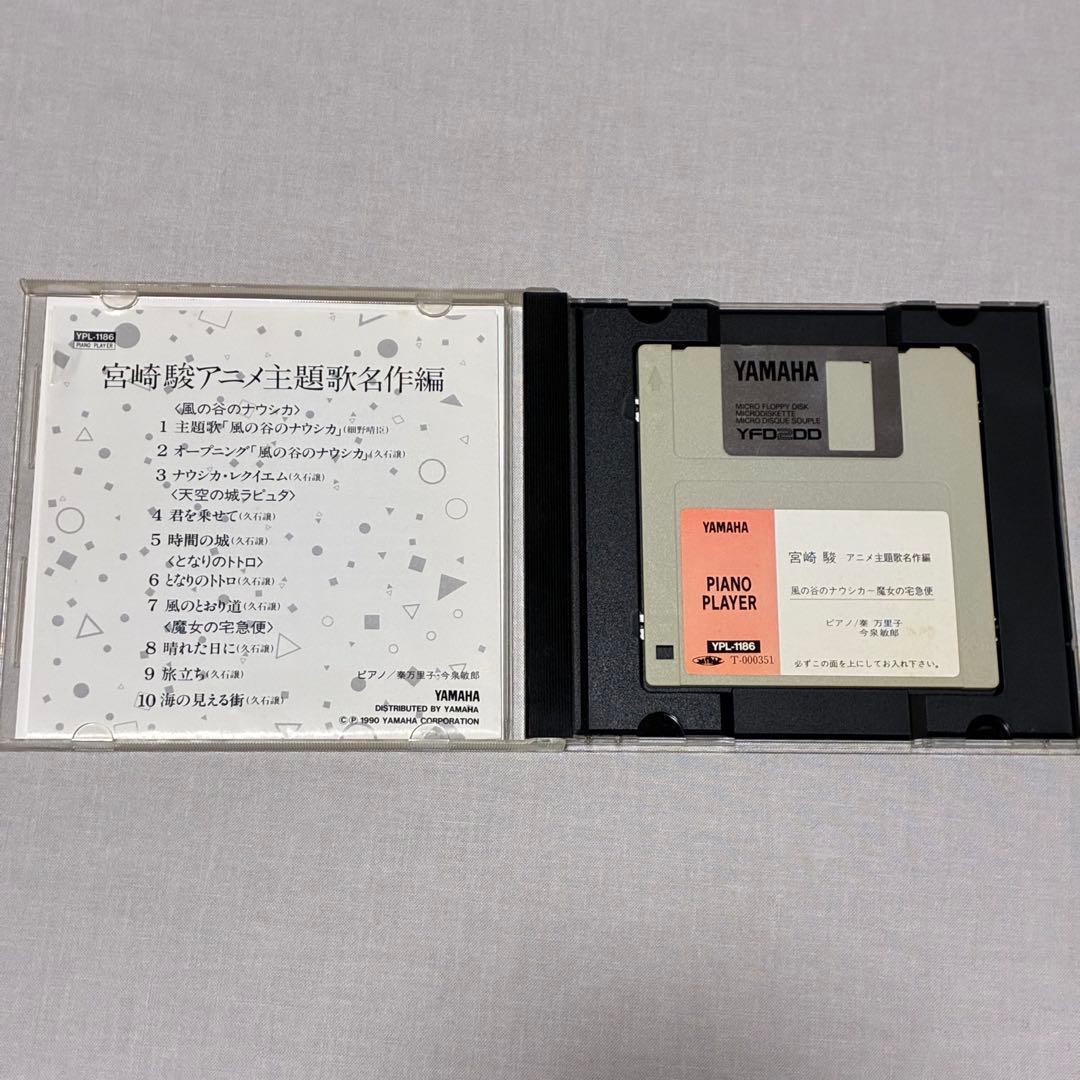 YPL-1186
PIANO PLAYER
宮崎駿アニメ主題歌名作編
〈風の谷のナウシカ〉
1 主題歌「風の谷のナウシカ」(細野晴臣)
2 オープニング「風の谷のナウシカ」(久石譲)
3 ナウシカ・レクイエム(久石譲)
〈天空の城ラピュタ〉
4 君を乗せて(久石譲)
5 時間の城(久石譲)
〈となりのトトロ〉
6 となりのトトロ(久石譲)
7 風のとおり道(久石譲)
〈魔女の宅急便〉
8 晴れた日に(久石譲)
9 旅立ち(久石譲)
10 海の見える街(久石譲)
ピアノ/秦万里子・今泉敏郎
YAMAHA
DISTRIBUTED BY YAMAHA
©℗ 1990 YAMAHA CORPORATION
YAMAHA
MICRO FLOPPY DISK
MICRODISKETTE
MICRO DISQUE SOUPLE
YFD2DD
YAMAHA
PIANO
PLAYER
YPL-1186
T-000351
宮崎 駿 アニメ主題歌名作編
風の谷のナウシカ~魔女の宅急便
ピアノ/秦 万里子
今泉敏郎
必ずこの面を上にしてお入れ下さい。